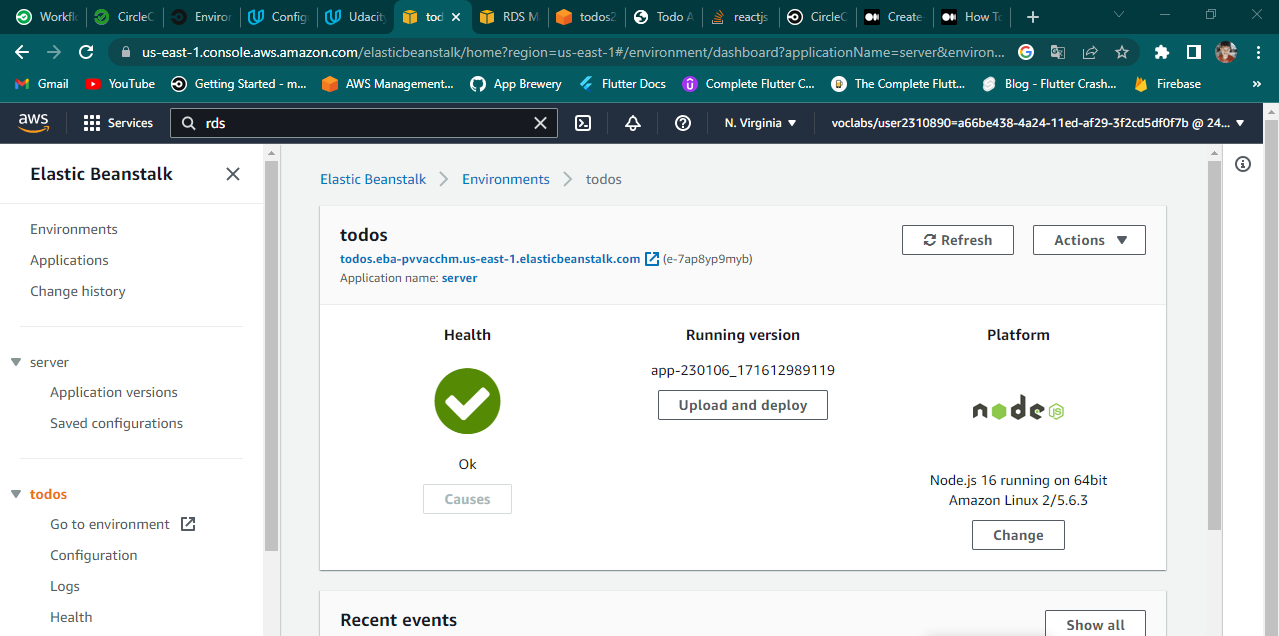 Workfl
CircleC
Enviror
Config
Udacity
tod
RDS M
todos2
Todo A
reactjs
CircleC
Create
How To
us-east-1.console.aws.amazon.com/elasticbeanstalk/home?region=us-east-1#/environment/dashboard?applicationName=server&environ...
Gmail
YouTube
Getting Started - m...
AWS Management...
App Brewery
Flutter Docs
Complete Flutter C...
The Complete Flutt...
Blog - Flutter Crash...
Firebase
»
aws
Services
rds
N. Virginia
voclabs/user2310890=a66be438-4a24-11ed-af29-3f2cd5df0f7b @ 24...
Elastic Beanstalk
Environments
Applications
Change history
server
Application versions
Saved configurations
todos
Go to environment
Configuration
Logs
Health
Elastic Beanstalk
Environments
todos
todos
todos.eba-pvvacchm.us-east-1.elasticbeanstalk.com (e-7ap8yp9myb)
Application name: server
Refresh
Actions
Health
Ok
Causes
Running version
app-230106_171612989119
Upload and deploy
Platform
node JS
Node.js 16 running on 64bit
Amazon Linux 2/5.6.3
Change
Recent events
Show all